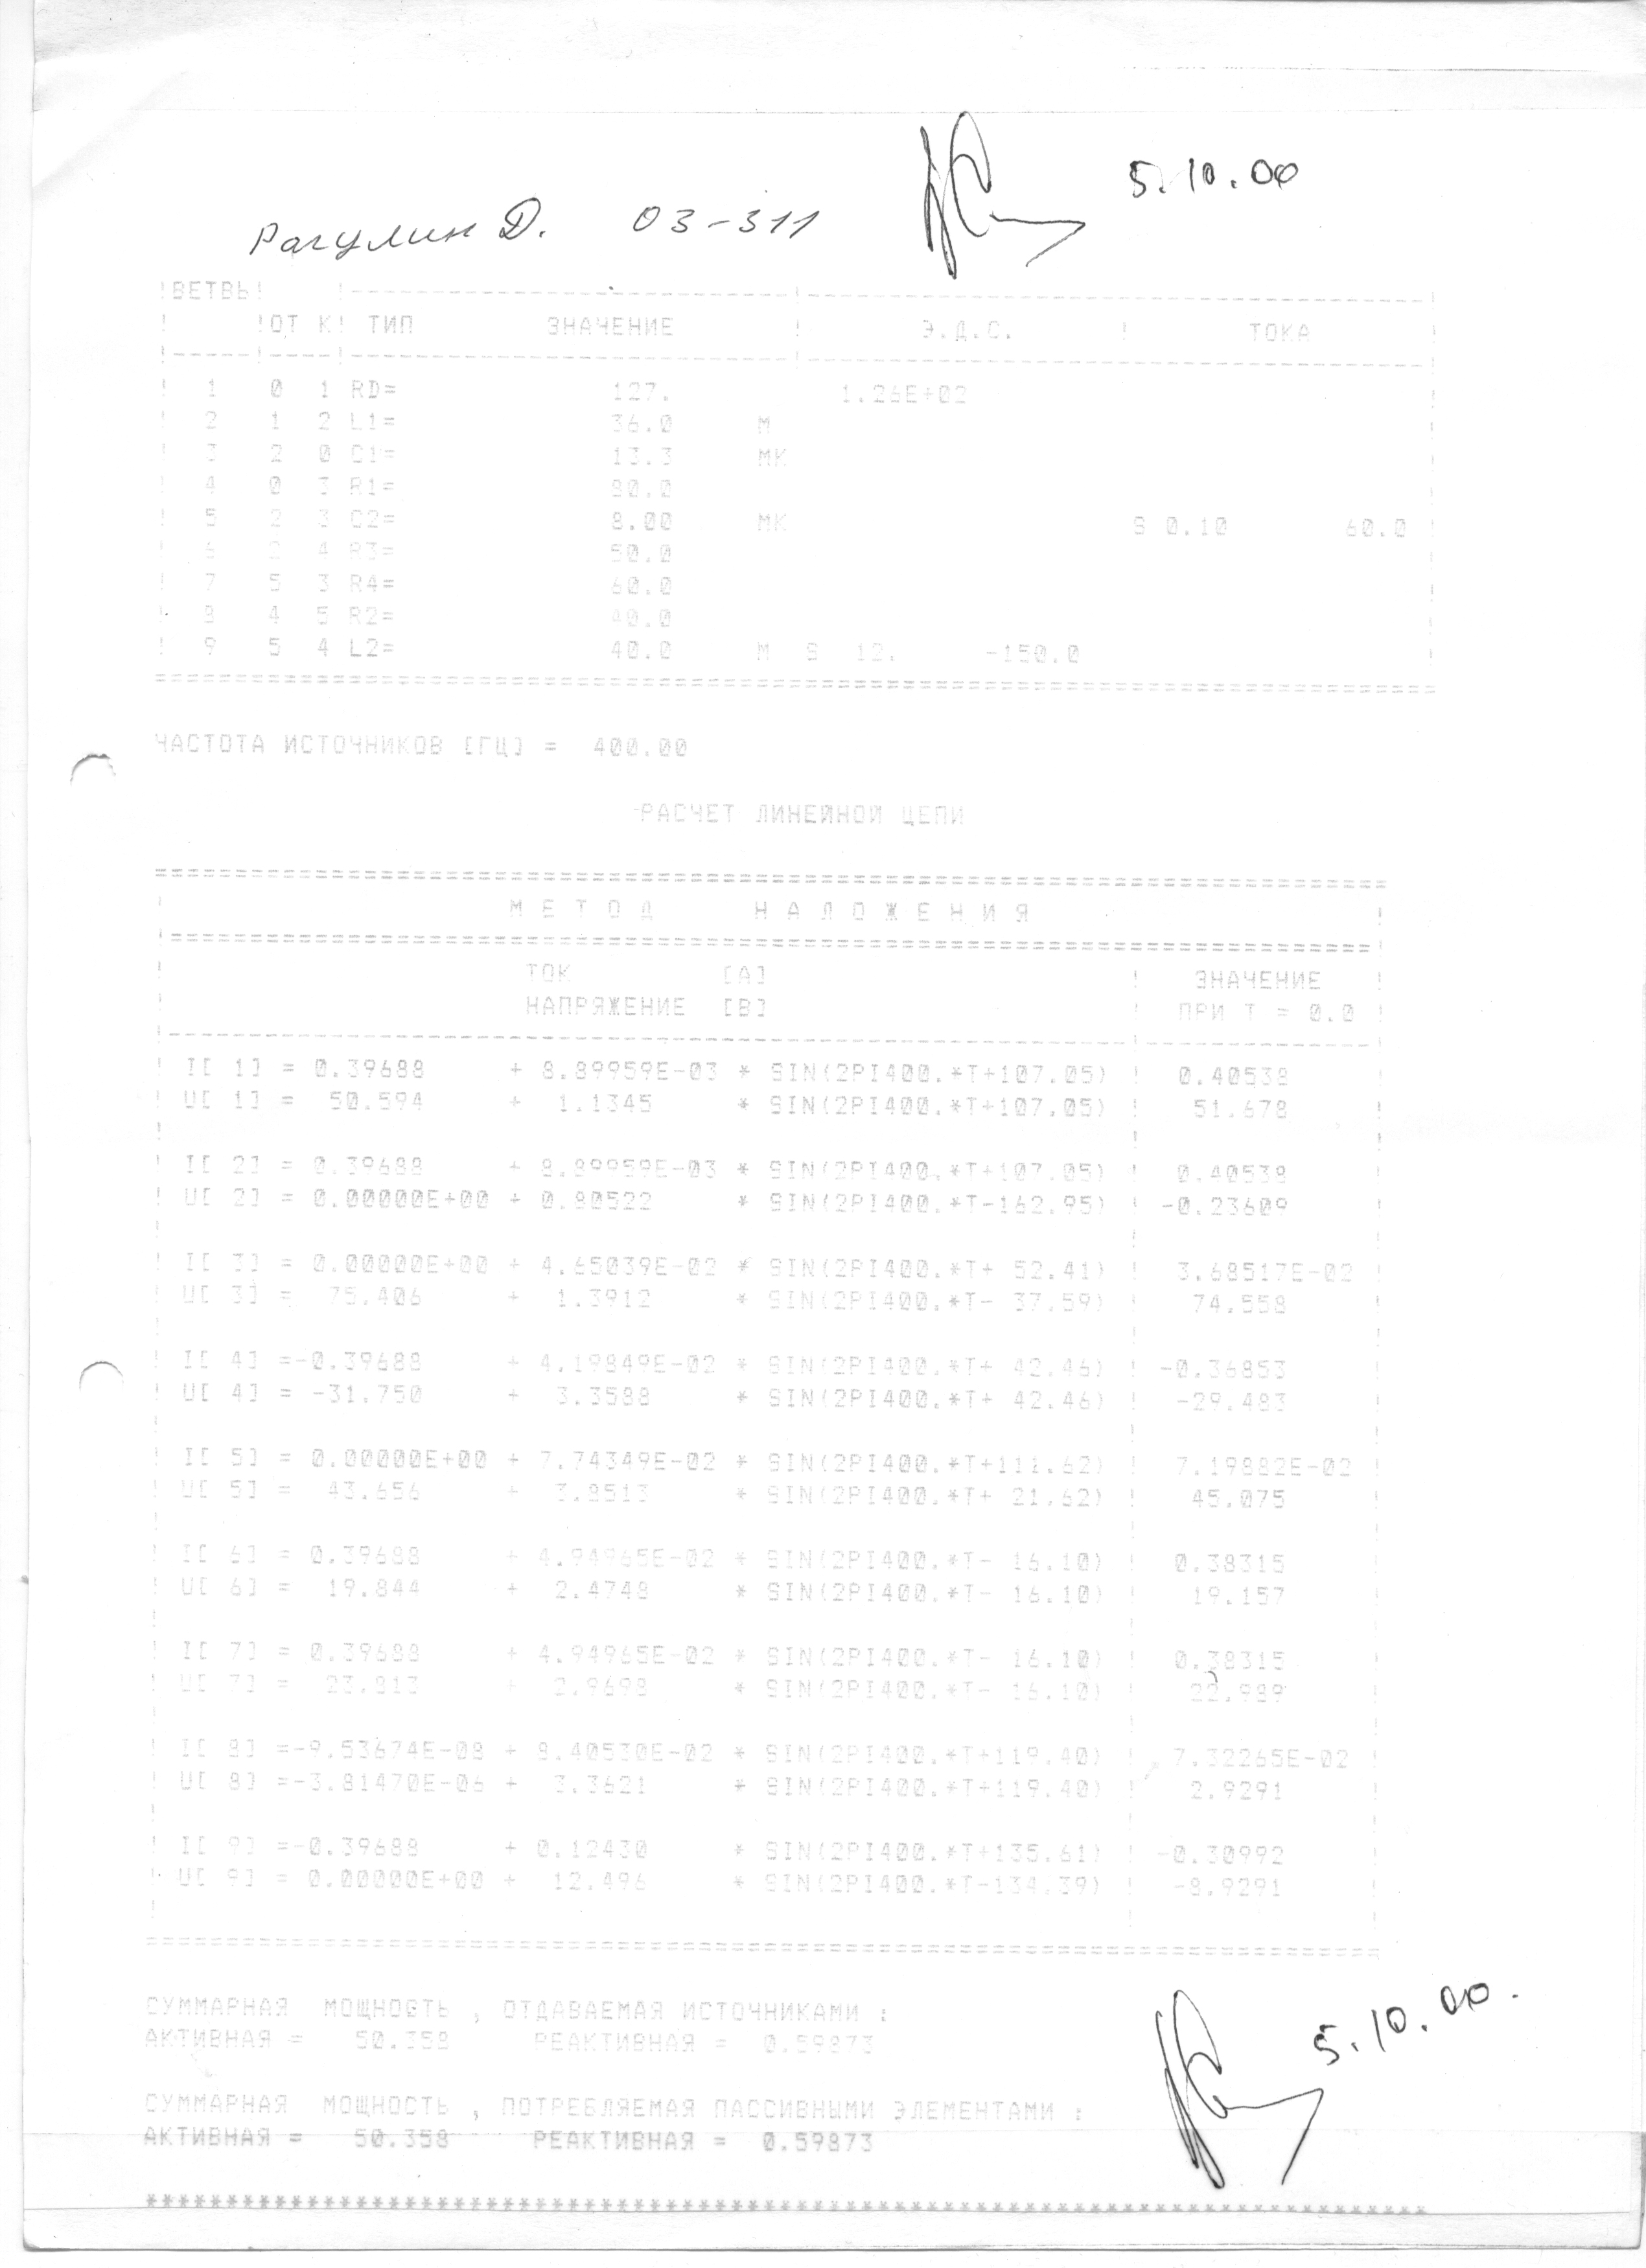 5.10.00
Рагулин Д. 03-311
!ВЕТВЬ! !-----------------------------!---------------------------------------!
! !ОТ К! ТИП ЗНАЧЕНИЕ ! Э.Д.С. ! ТОКА
!-----!----!-----------------------------!---------------------------------------!
! 1 0 1 RD= 127. 1.26E+02 !
! 2 1 2 L1= 36.0 М !
! 3 2 0 C1= 13.3 МК !
! 4 0 3 R1= 80.0 !
! 5 2 3 C2= 8.00 МК S 0.10 60.0 !
! 6 2 4 R3= 50.0 !
! 7 5 3 R4= 60.0 !
! 8 4 5 R2= 40.0 !
! 9 5 4 L2= 40.0 М S 12. -150.0 !
================================================================================
ЧАСТОТА ИСТОЧНИКОВ [ГЦ] = 400.00
-РАСЧЕТ ЛИНЕЙНОЙ ЦЕПИ
================================================================================
! М Е Т О Д Н А Л О Ж Е Н И Я !
!============================================================================!
! ТОК [А] ! ЗНАЧЕНИЕ !
! НАПРЯЖЕНИЕ [В] ! ПРИ Т = 0.0 !
!------------------------------------------------------------!---------------!
! I[ 1] = 0.39688 + 8.89959E-03 * SIN(2PI400.*T+107.05) ! 0.40538 !
! U[ 1] = 50.594 + 1.1345 * SIN(2PI400.*T+107.05) ! 51.678 !
! I[ 2] = 0.39688 + 8.89959E-03 * SIN(2PI400.*T+107.05) ! 0.40538 !
! U[ 2] = 0.00000E+00 + 0.80522 * SIN(2PI400.*T-162.95) ! -0.23609 !
! I[ 3] = 0.00000E+00 + 4.65039E-02 * SIN(2PI400.*T+ 52.41) ! 3.68517E-02 !
! U[ 3] = 75.406 + 1.3912 * SIN(2PI400.*T- 37.59) ! 74.558 !
! I[ 4] =-0.39688 + 4.19849E-02 * SIN(2PI400.*T+ 42.46) ! -0.36853 !
! U[ 4] = -31.750 + 3.3588 * SIN(2PI400.*T+ 42.46) ! -29.483 !
! I[ 5] = 0.00000E+00 + 7.74349E-02 * SIN(2PI400.*T+111.62) ! 7.19882E-02 !
! U[ 5] = 43.656 + 3.8513 * SIN(2PI400.*T+ 21.62) ! 45.075 !
! I[ 6] = 0.39688 + 4.94965E-02 * SIN(2PI400.*T- 16.10) ! 0.38315 !
! U[ 6] = 19.844 + 2.4748 * SIN(2PI400.*T- 16.10) ! 19.157 !
! I[ 7] = 0.39688 + 4.94965E-02 * SIN(2PI400.*T- 16.10) ! 0.38315 !
! U[ 7] = 23.813 + 2.9698 * SIN(2PI400.*T- 16.10) ! 22.989 !
! I[ 8] =-9.53674E-08 + 8.40530E-02 * SIN(2PI400.*T+119.40) ! 7.32265E-02 !
! U[ 8] =-3.81470E-06 + 3.3621 * SIN(2PI400.*T+119.40) ! 2.9291 !
! I[ 9] =-0.39688 + 0.12430 * SIN(2PI400.*T+135.61) ! -0.30992 !
! U[ 9] = 0.00000E+00 + 12.496 * SIN(2PI400.*T-134.39) ! -8.9291 !
================================================================================
СУММАРНАЯ МОЩНОСТЬ , ОТДАВАЕМАЯ ИСТОЧНИКАМИ :
АКТИВНАЯ = 50.358 РЕАКТИВНАЯ = 0.59873
5.10.00.
СУММАРНАЯ МОЩНОСТЬ , ПОТРЕБЛЯЕМАЯ ПАССИВНЫМИ ЭЛЕМЕНТАМИ :
АКТИВНАЯ = 50.358 РЕАКТИВНАЯ = 0.59873
********************************************************************************